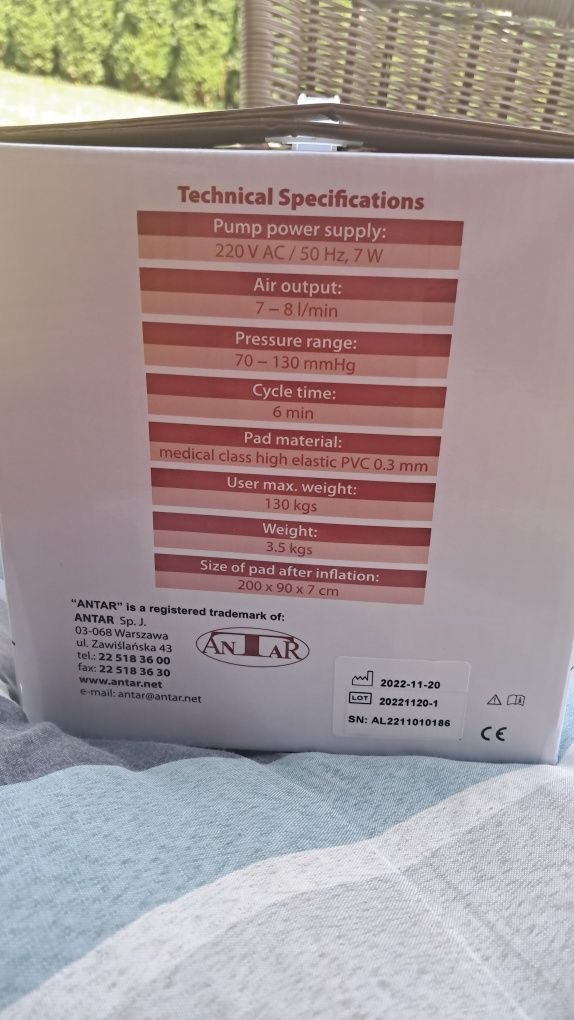 Technical Specifications
Pump power supply:
220 V AC / 50 Hz, 7 W
Air output:
7 – 8 l/min
Pressure range:
70 – 130 mmHg
Cycle time:
6 min
Pad material:
medical class high elastic PVC 0.3 mm
User max. weight:
130 kgs
Weight:
3.5 kgs
Size of pad after inflation:
200 x 90 x 7 cm
"ANTAR" is a registered trademark of:
ANTAR Sp. J.
03-068 Warszawa
ul. Zawiślańska 43
tel.: 22 518 36 00
fax: 22 518 36 30
www.antar.net
e-mail: antar@antar.net
ANTAR
2022-11-20
LOT 20221120-1
SN: AL2211010186
CE